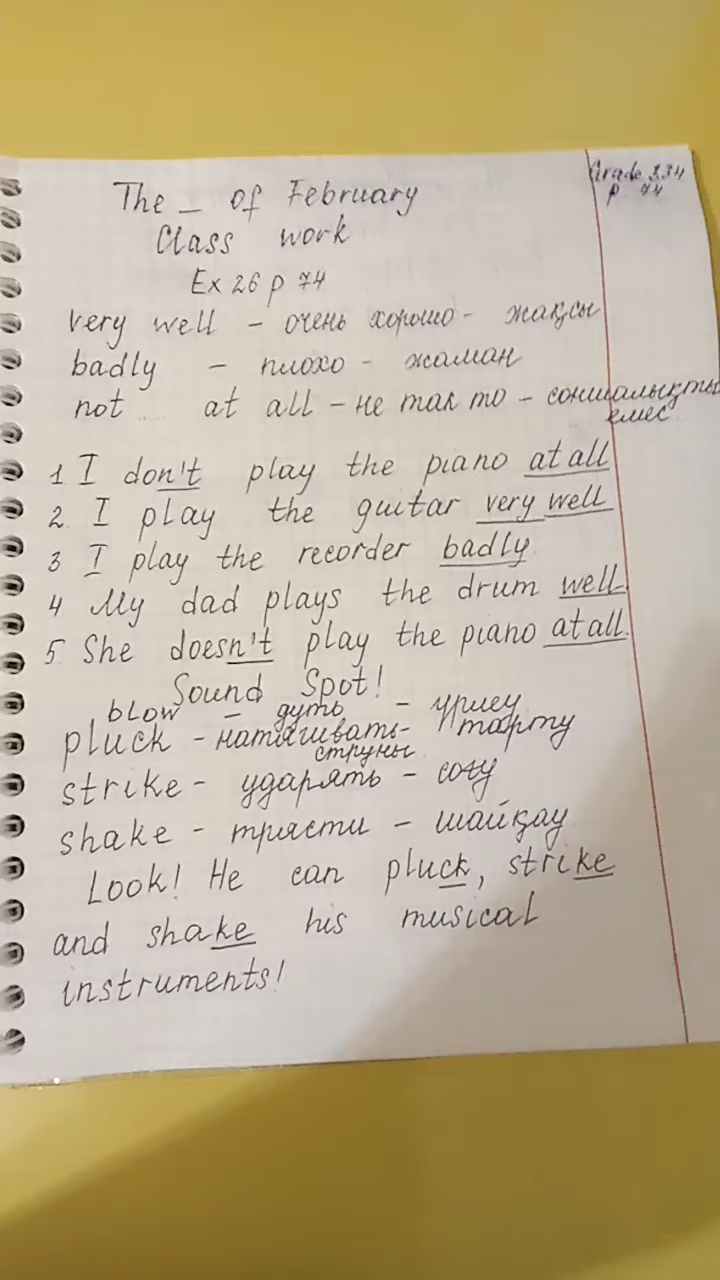 Grade 3.34
p 74
The _ of February
Class work
Ex 26 p 74
very well - очень хорошо - жақсы
badly - плохо - жаман
not at all - не так то - соншалықты
емес
1 I don't play the piano at all
2 I play the guitar very well
3 I play the recorder badly
4 My dad plays the drum well
5 She doesn't play the piano at all.
Sound Spot!
blow - дуть - үрлеу
pluck - натягивать - тарту
струны
strike - ударять - соғу
shake - трясти - шайқау
Look! He can pluck, strike
and shake his musical
instruments!